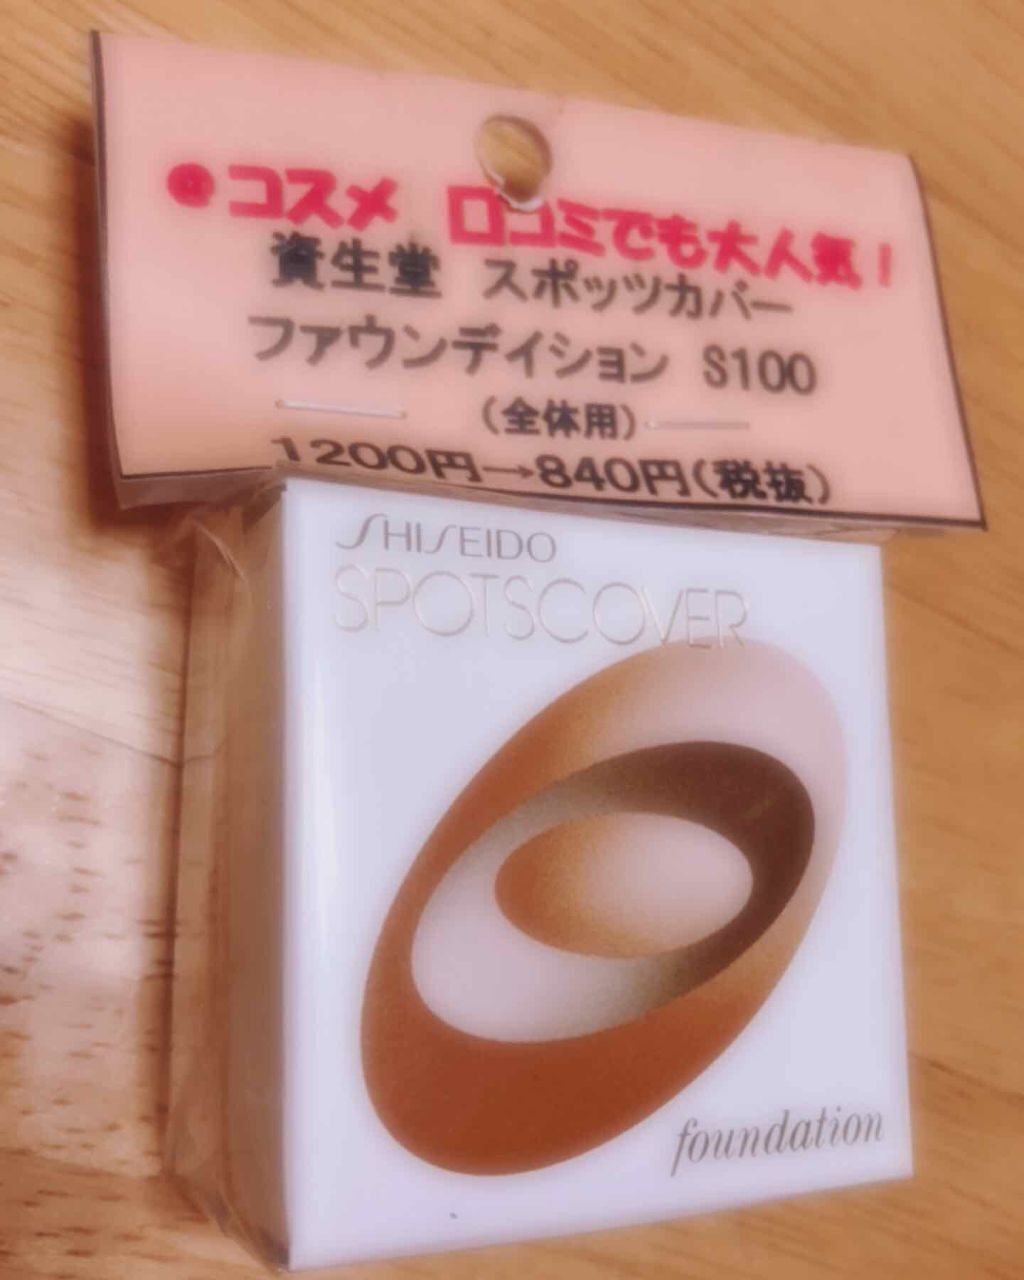 @コスメ 口コミでも大人気!
資生堂 スポッツカバー
ファウンデイション S100
(全体用)
1200円→840円(税抜)
SHISEIDO
SPOTSCOVER
foundation